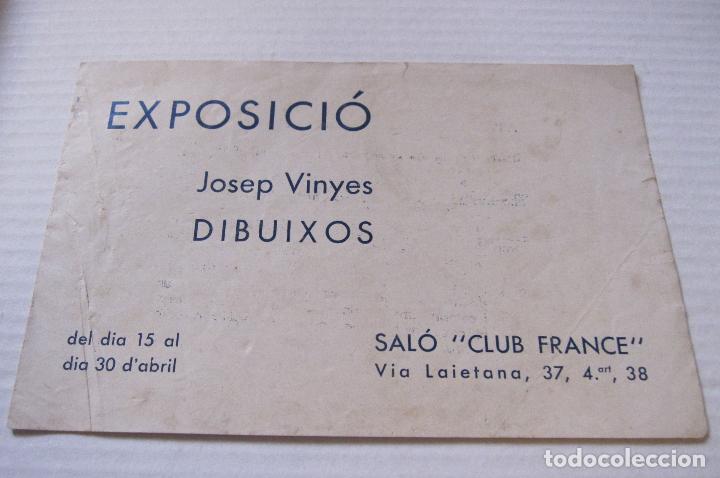 EXPOSICIÓ
Josep Vinyes
DIBUIXOS
del dia 15 al
dia 30 d'abril
SALÓ "CLUB FRANCE"
Via Laietana, 37, 4.art, 38
todocoleccion.net